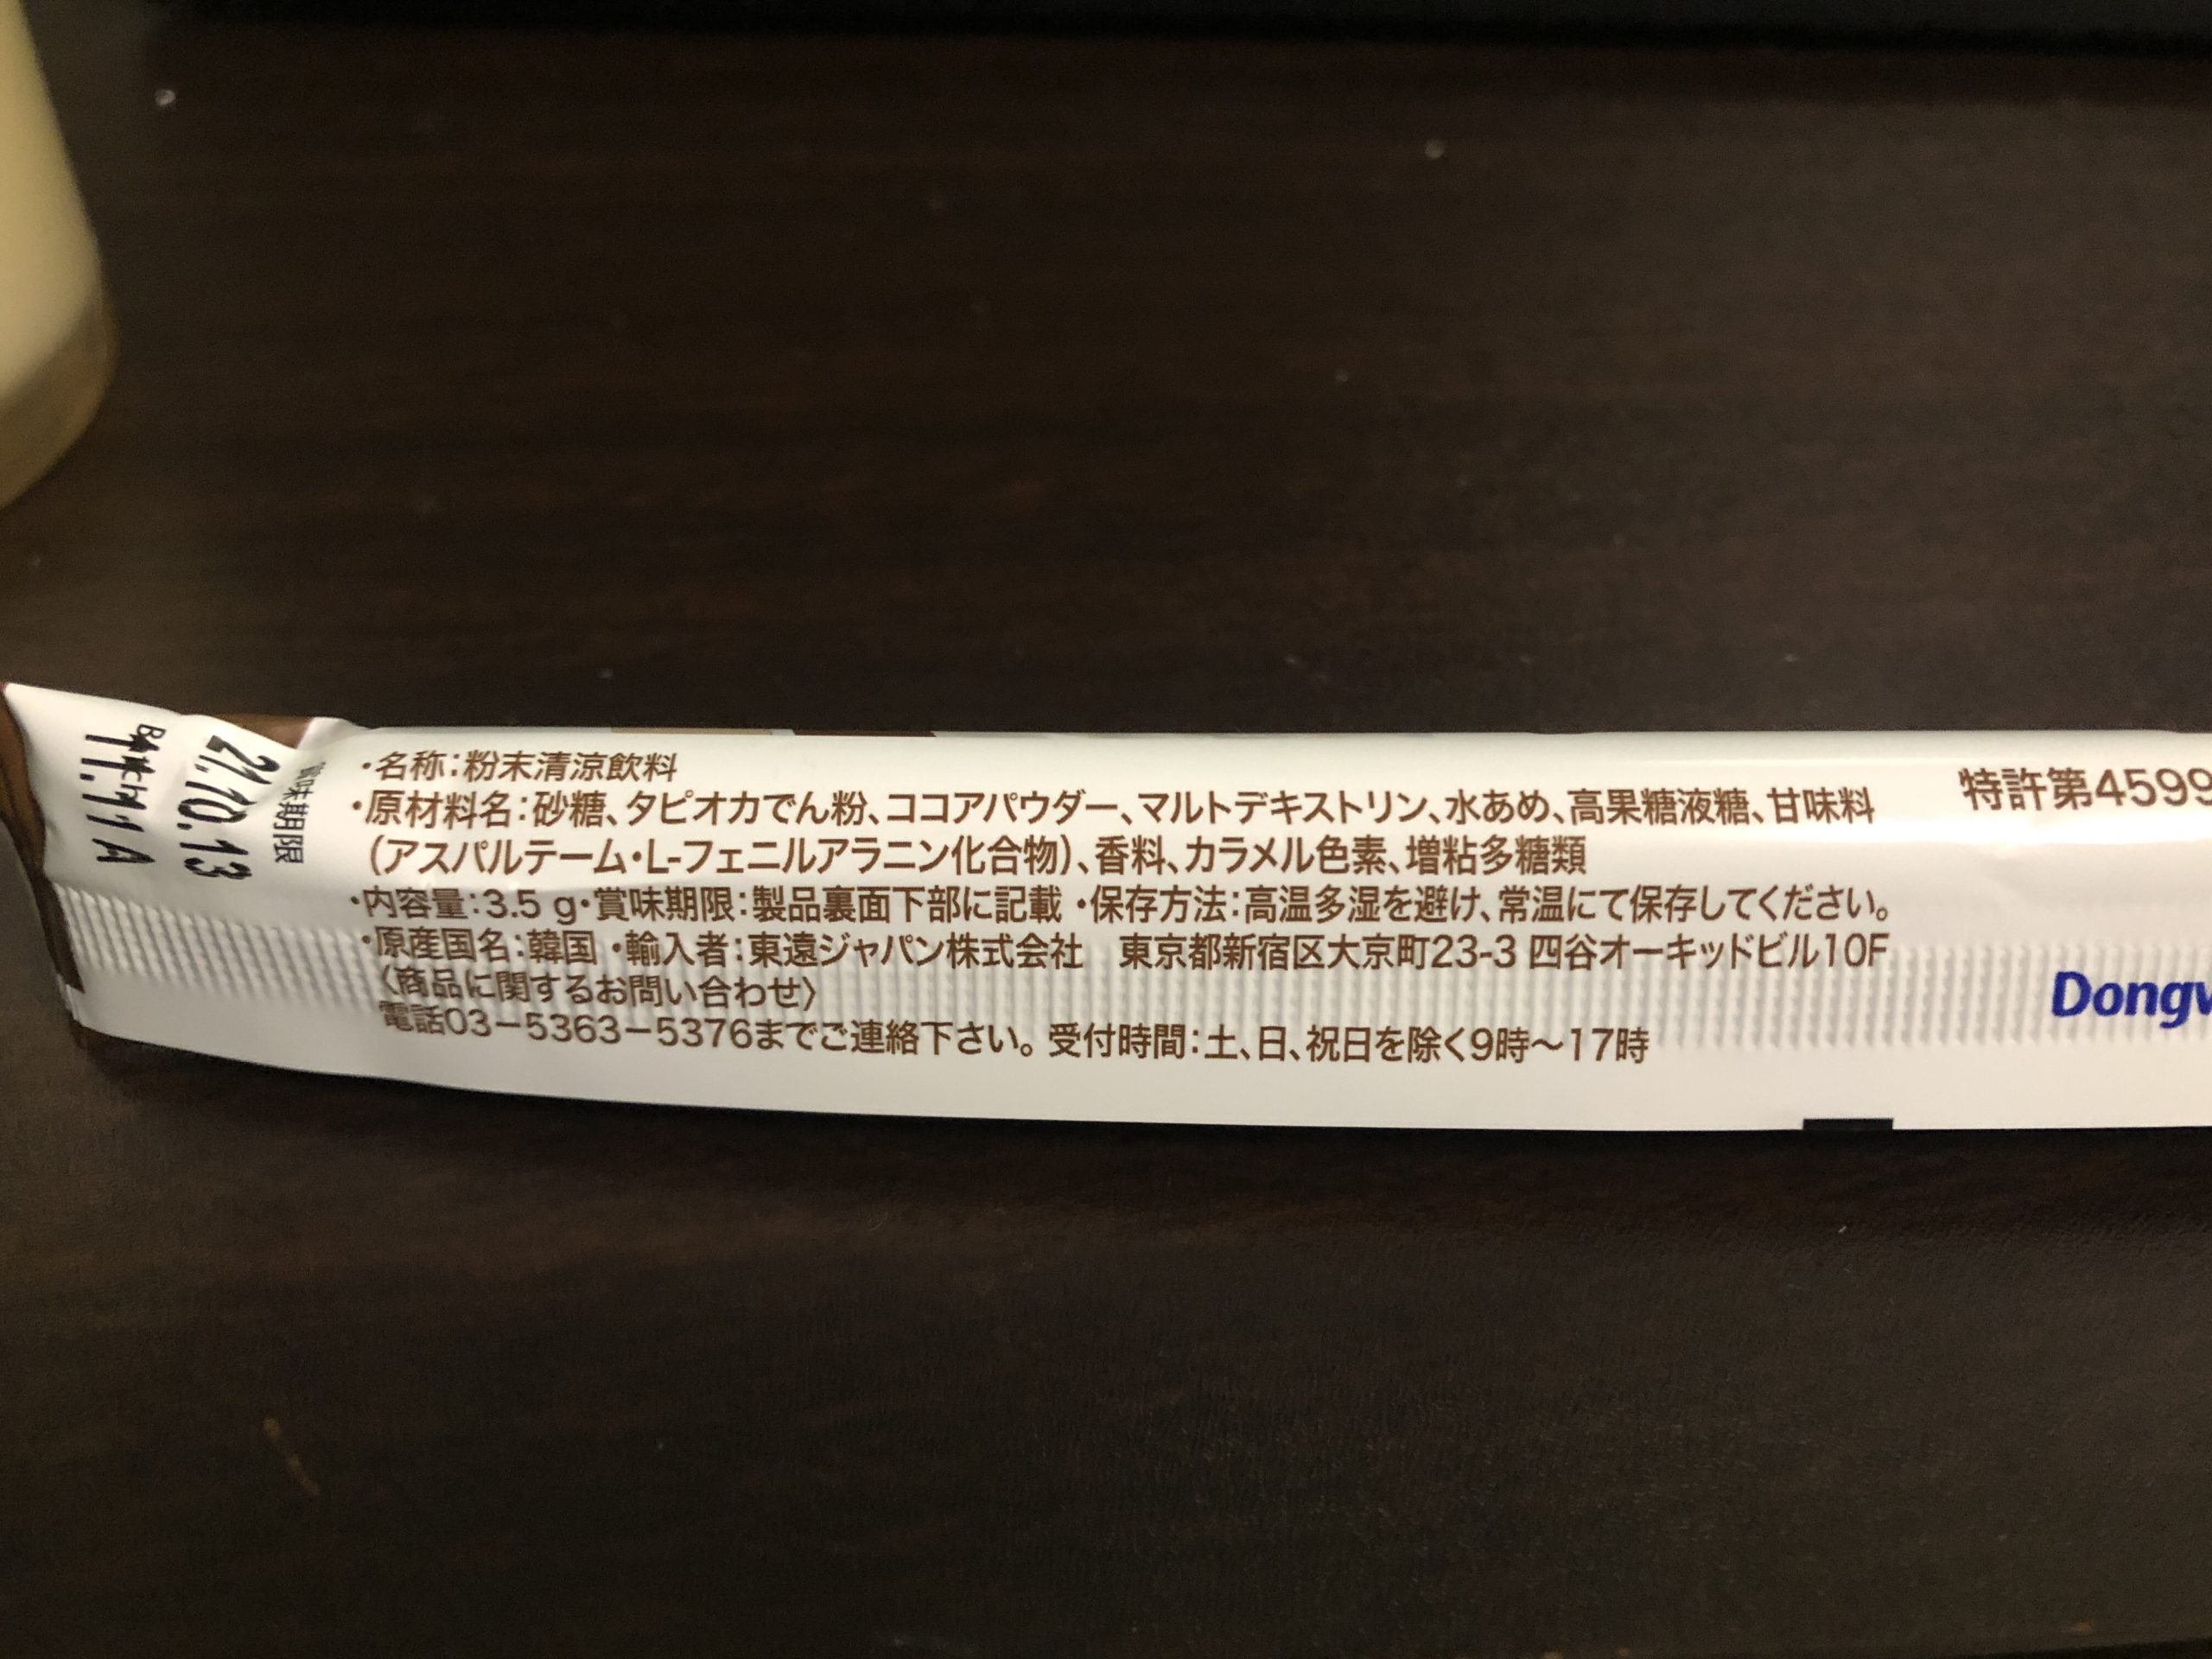 ・名称：粉末清涼飲料
・原材料名：砂糖、タピオカでん粉、ココアパウダー、マルトデキストリン、水あめ、高果糖液糖、甘味料
（アスパルテーム・L-フェニルアラニン化合物）、香料、カラメル色素、増粘多糖類
・内容量：3.5 g・賞味期限：製品裏面下部に記載 ・保存方法：高温多湿を避け、常温にて保存してください。
・原産国名：韓国 ・輸入者：東遠ジャパン株式会社　東京都新宿区大京町23-3 四谷オーキッドビル10F
〈商品に関するお問い合わせ〉
電話03－5363－5376までご連絡下さい。 受付時間：土、日、祝日を除く9時～17時
特許第4599
Dong
賞味期限
21.10.13
11.11A